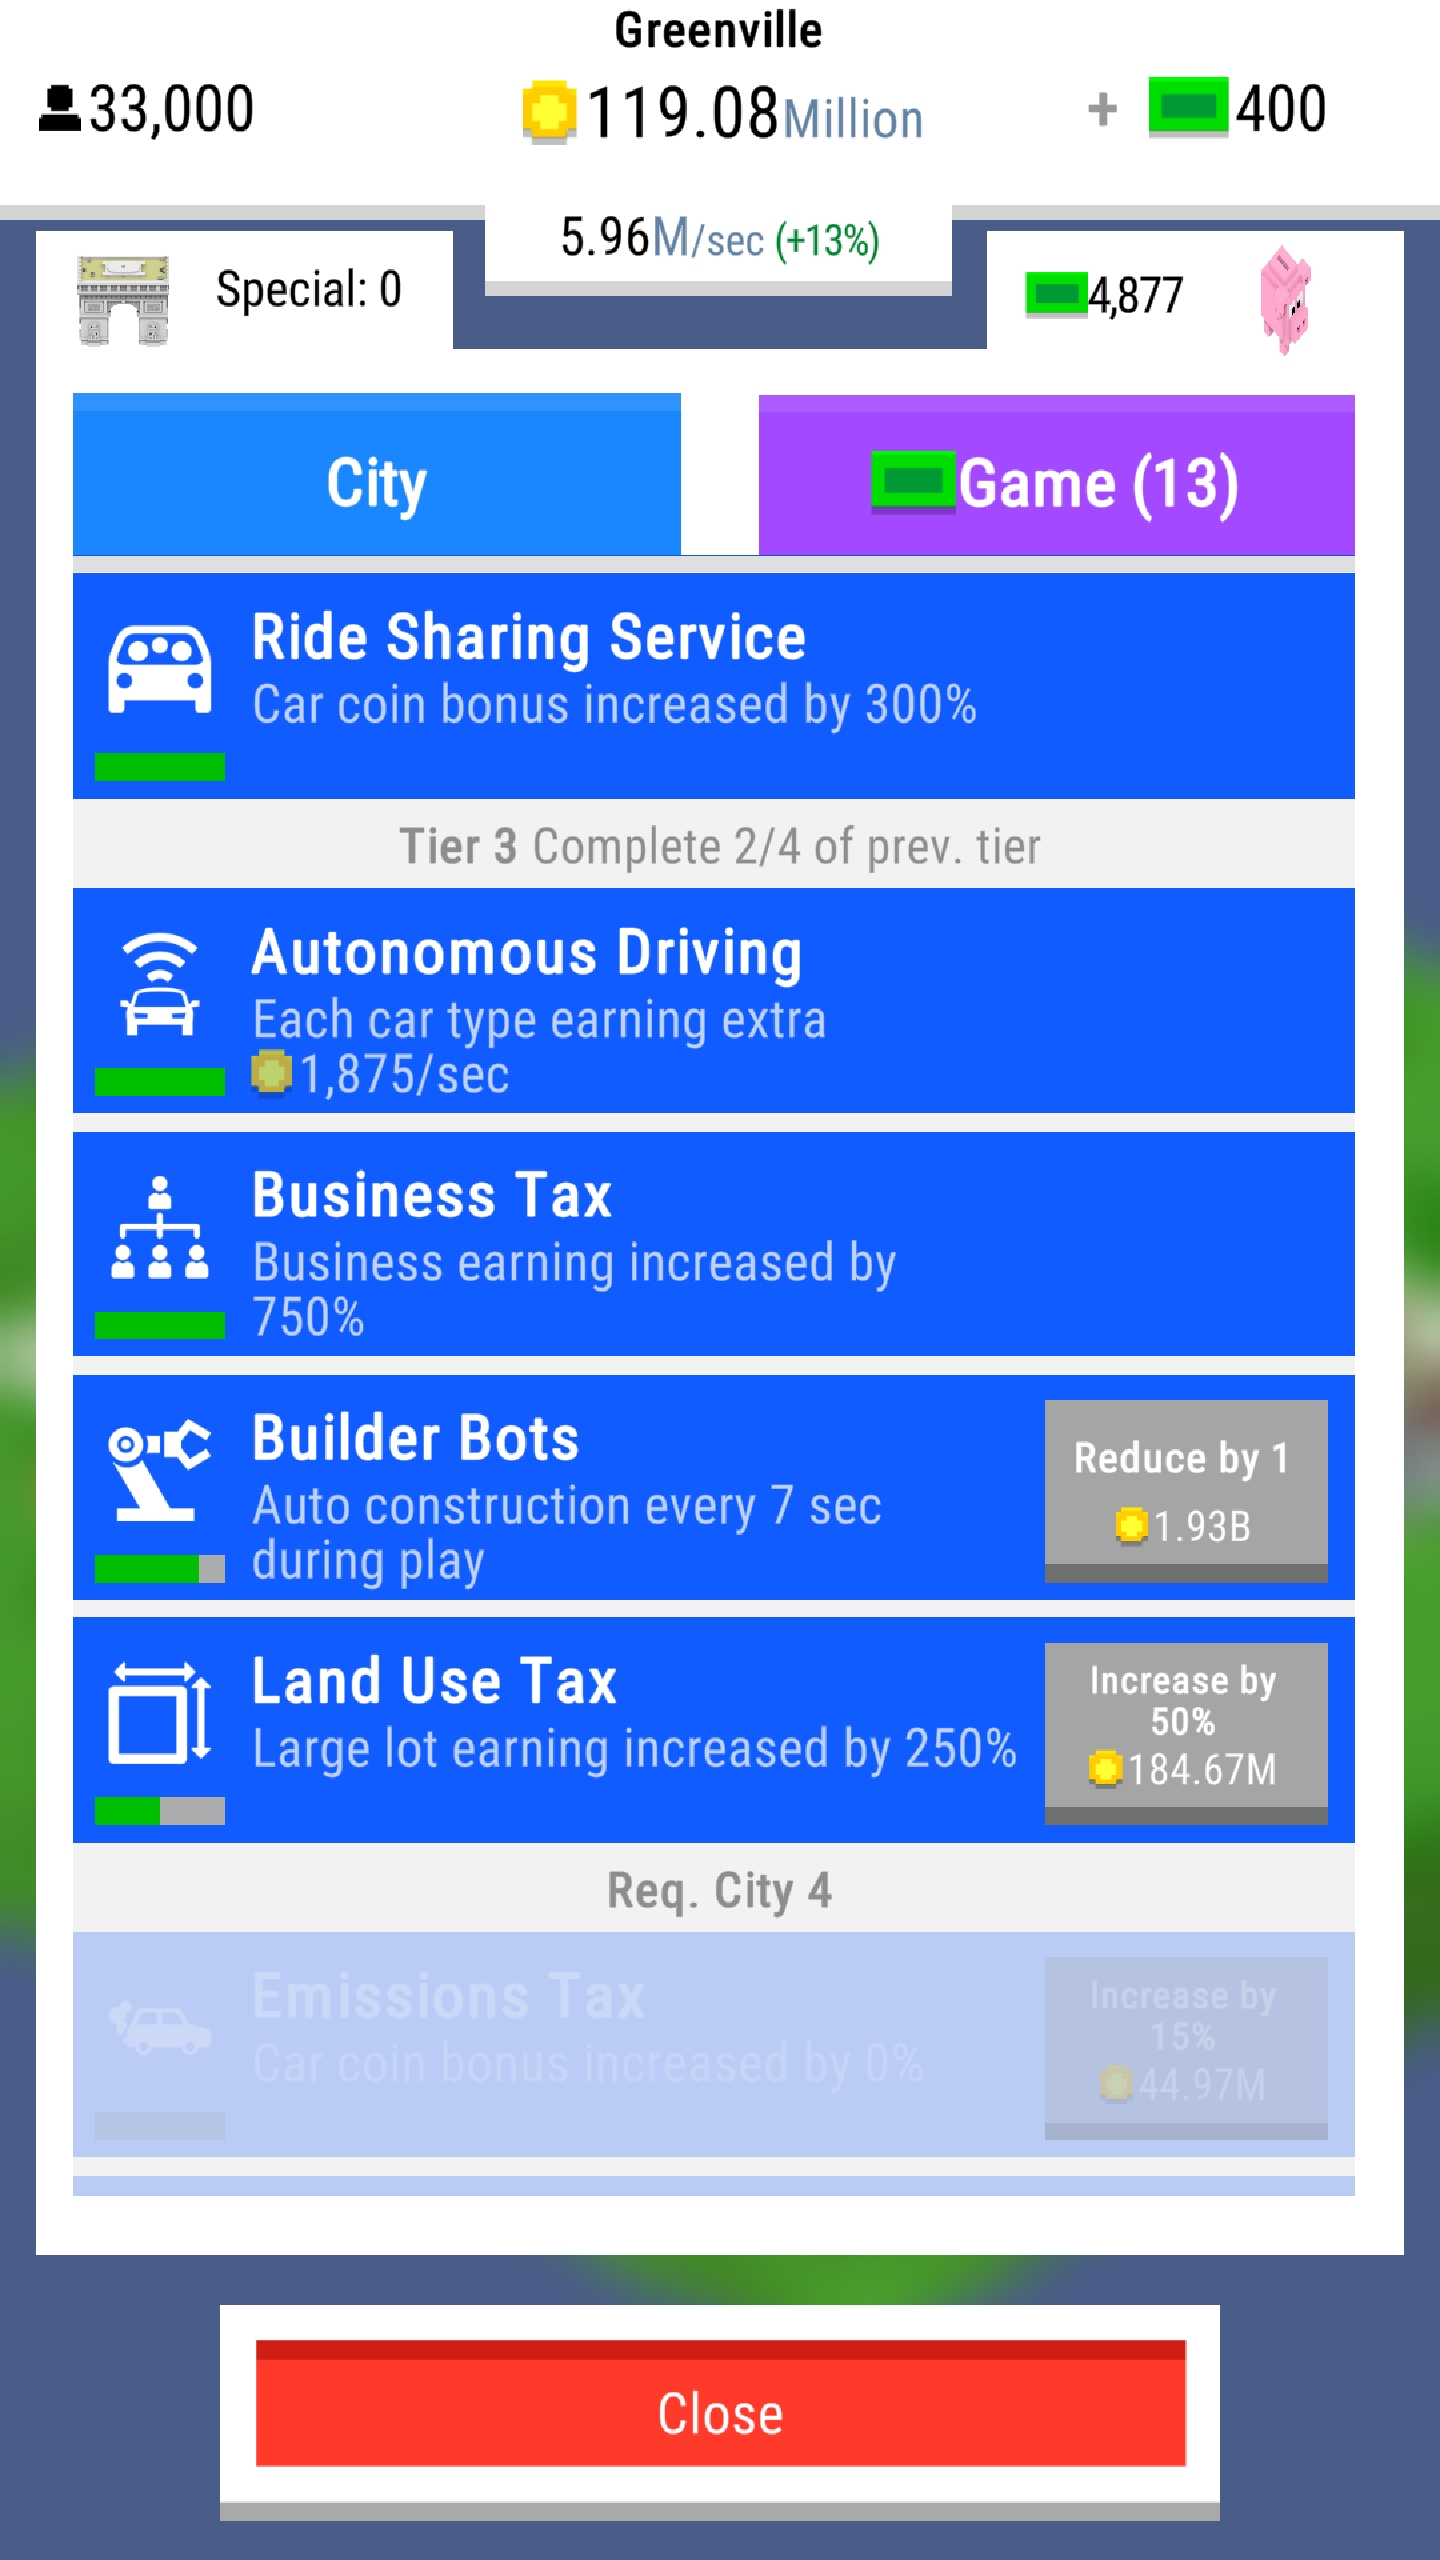 Greenville
33,000
119.08Million
+ 400
5.96M/sec (+13%)
Special: 0
4,877
City
Game (13)
Ride Sharing Service
Car coin bonus increased by 300%
Tier 3 Complete 2/4 of prev. tier
Autonomous Driving
Each car type earning extra
1,875/sec
Business Tax
Business earning increased by
750%
Builder Bots
Auto construction every 7 sec
during play
Reduce by 1
1.93B
Land Use Tax
Large lot earning increased by 250%
Increase by
50%
184.67M
Req. City 4
Emissions Tax
Car coin bonus increased by 0%
Increase by
15%
44.97M
Close